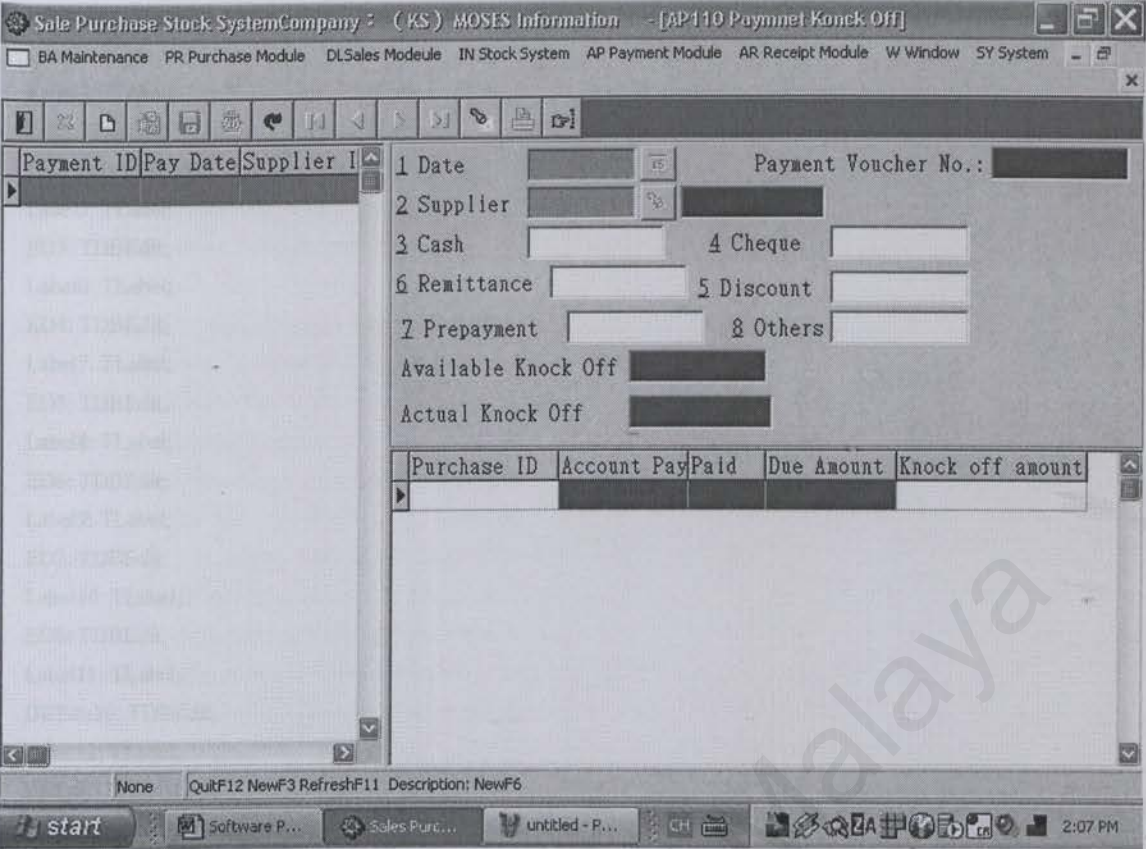 Sale Purchase Stock SystemCompany : (KS) MOSES Information -[AP110 Paymnet Konck Off]
BA Maintenance PR Purchase Module DLSales Modeule IN Stock System AP Payment Module AR Receipt Module W Window SY System
Payment ID Pay Date Supplier I
1 Date Payment Voucher No.:
2 Supplier
3 Cash 4 Cheque
6 Remittance 5 Discount
7 Prepayment 8 Others
Available Knock Off
Actual Knock Off
Purchase ID Account Pay Paid Due Amount Knock off amount
None QuitF12 NewF3 RefreshF11 Description: NewF6
start Software P... Sales Purc... untitled - P... CH 2:07 PM
Malaya